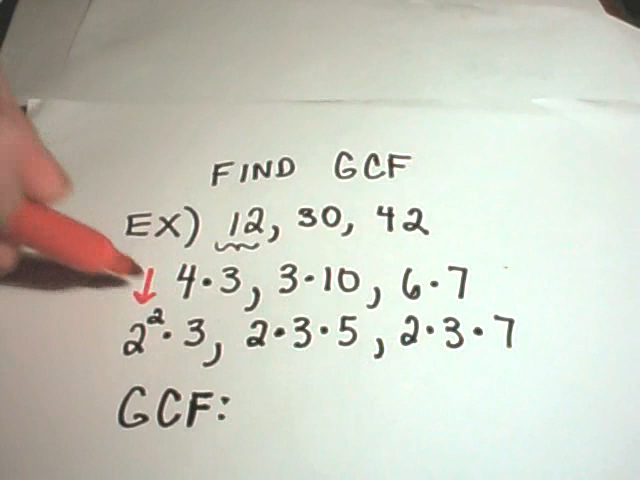 FIND GCF
EX) 12, 30, 42
↓ 4·3, 3·10, 6·7
2²·3, 2·3·5, 2·3·7
GCF: